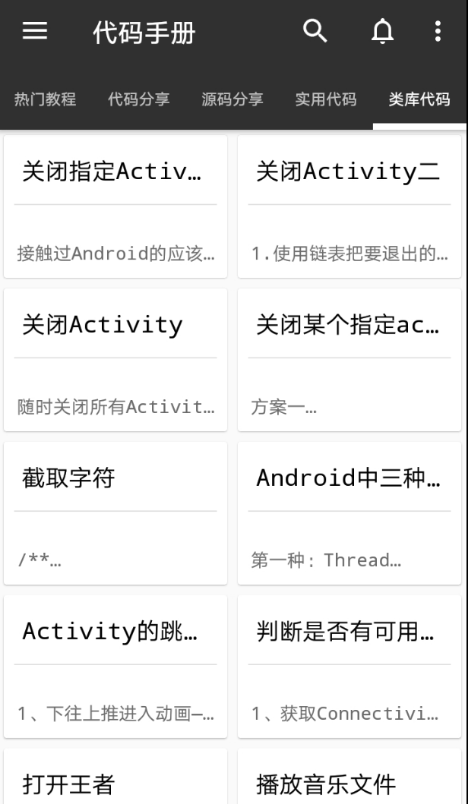 代码手册
热门教程 代码分享 源码分享 实用代码 类库代码
关闭指定Activ…
接触过Android的应该…
关闭Activity二
1.使用链表把要退出的…
关闭Activity
随时关闭所有Activit…
关闭某个指定ac…
方案一…
截取字符
/**…
Android中三种…
第一种：Thread…
Activity的跳…
1、下往上推进入动画—…
判断是否有可用…
1、获取Connectivi…
打开王者
播放音乐文件